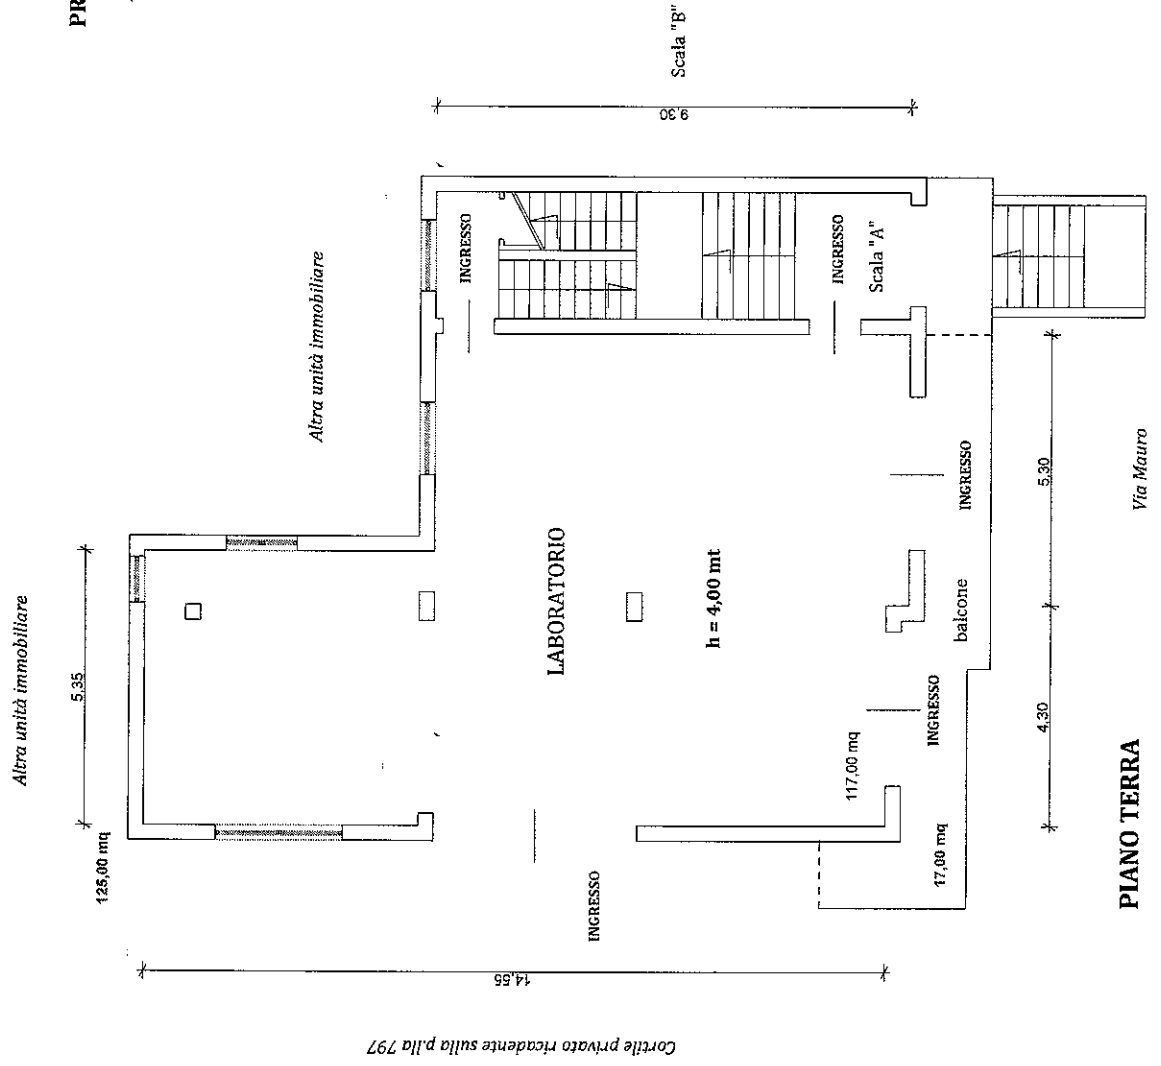 PR
Scala "B"
9,30
Altra unità immobiliare
Altra unità immobiliare
5,35
125,00 mq
INGRESSO
INGRESSO
Scala "A"
LABORATORIO
h = 4,00 mt
INGRESSO
balcone
INGRESSO
117,00 mq
17,00 mq
INGRESSO
14,55
5,30
4,30
Via Mauro
PIANO TERRA
Cortile privato ricadente sulla p.lla 797